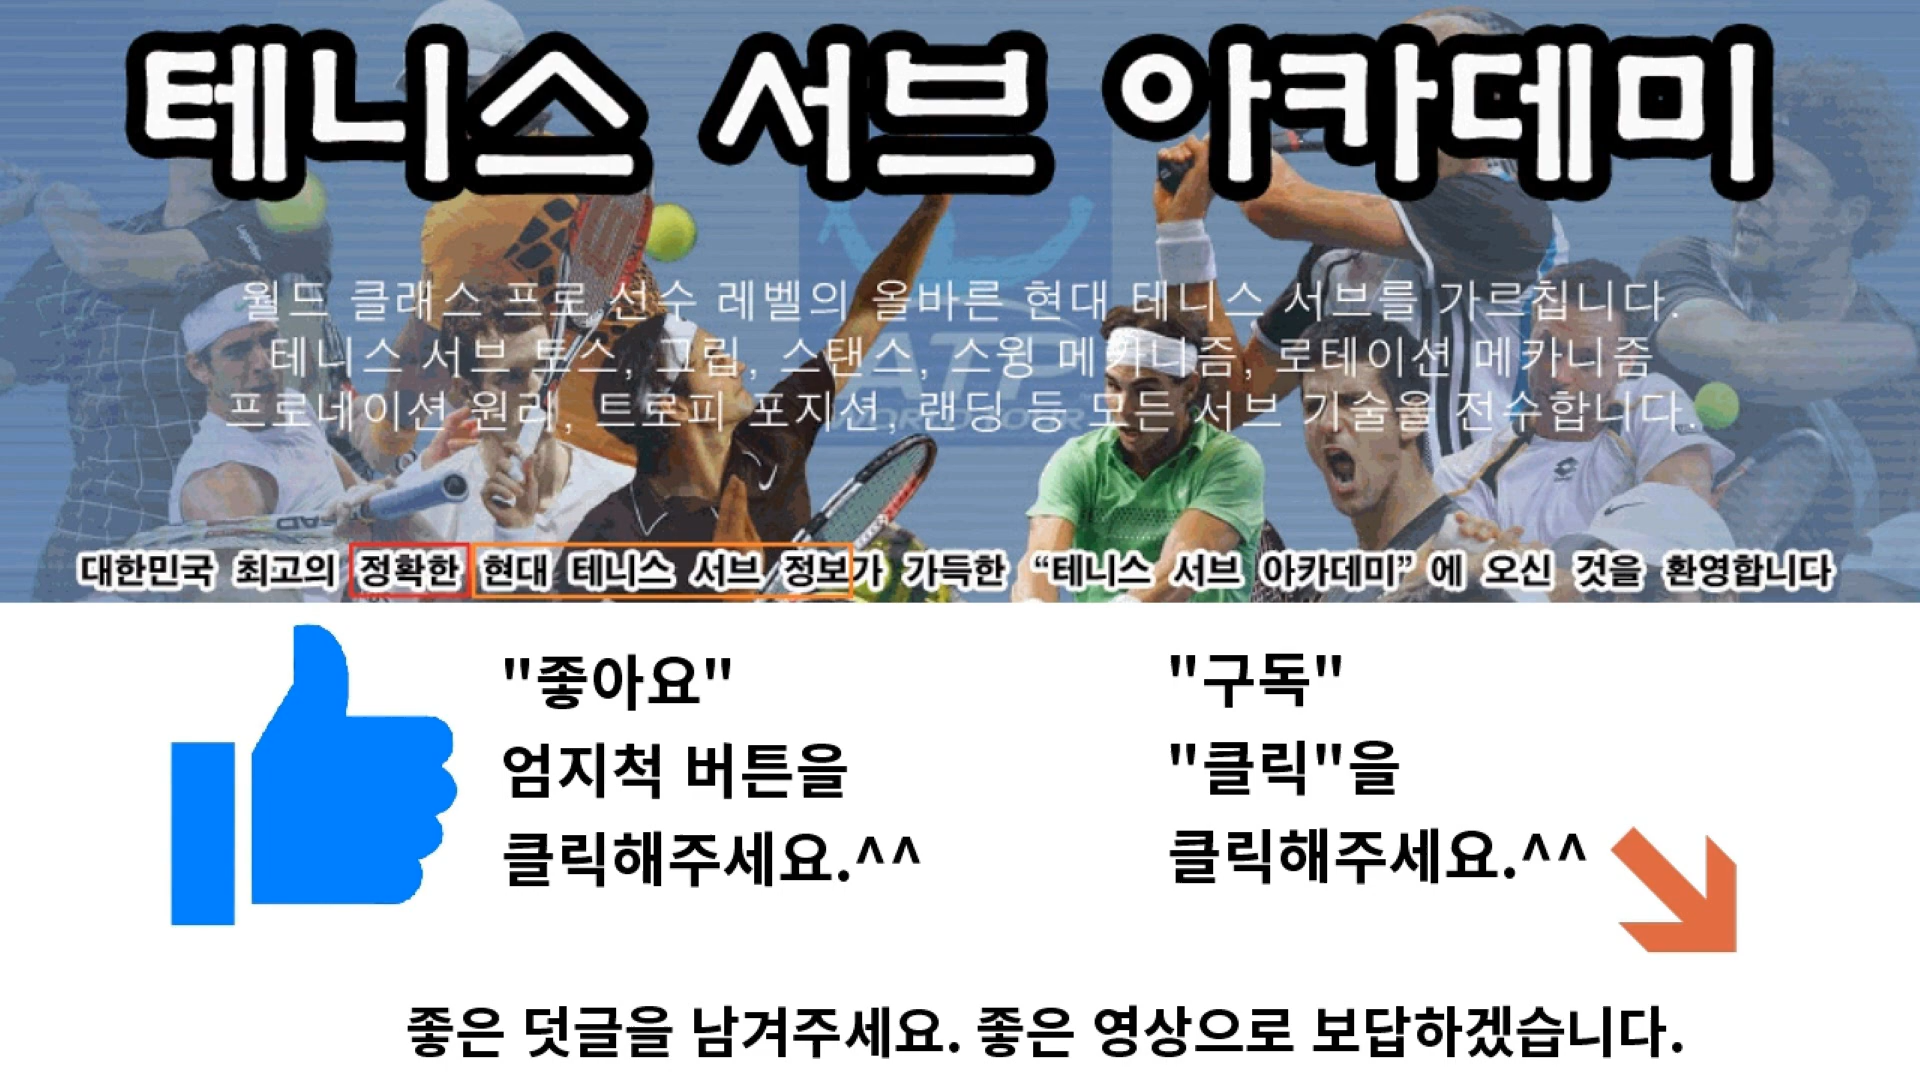 테니스 서브 아카데미
월드 클래스 프로 선수 레벨의 올바른 현대 테니스 서브를 가르칩니다.
테니스 서브 토스, 그립, 스탠스, 스윙 메카니즘, 로테이션 메카니즘
프로네이션 원리, 트로피 포지션, 랜딩 등 모든 서브 기술을 전수합니다.
ATP
WORLD TOUR
대한민국 최고의 정확한 현대 테니스 서브 정보가 가득한 “테니스 서브 아카데미” 에 오신 것을 환영합니다
"좋아요"
엄지척 버튼을
클릭해주세요.^^
"구독"
"클릭"을
클릭해주세요.^^
좋은 덧글을 남겨주세요. 좋은 영상으로 보답하겠습니다.